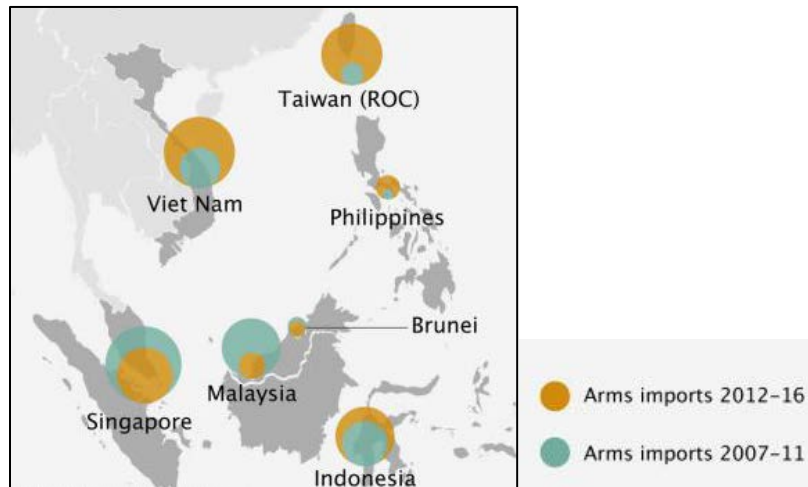 Taiwan (ROC)
Viet Nam
Philippines
Brunei
Malaysia
Singapore
Indonesia
Arms imports 2012-16
Arms imports 2007-11